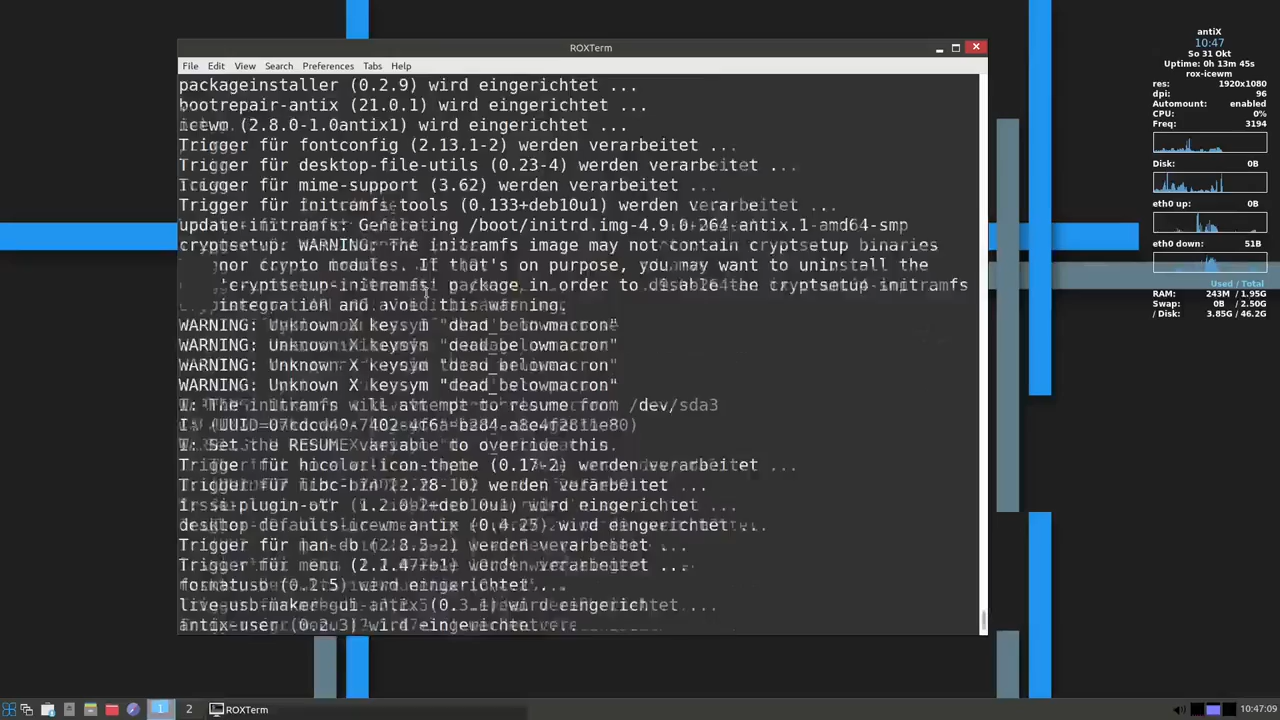 ROXTerm
File Edit View Search Preferences Tabs Help
packageinstaller (0.2.9) wird eingerichtet ...
bootrepair-antix (21.0.1) wird eingerichtet ...
icewm (2.8.0-1.0antix1) wird eingerichtet ...
Trigger für fontconfig (2.13.1-2) werden verarbeitet ...
Trigger für desktop-file-utils (0.23-4) werden verarbeitet ...
Trigger für mime-support (3.62) werden verarbeitet ...
Trigger für initramfs-tools (0.133+deb10u1) werden verarbeitet ...
update-initramfs: Generating /boot/initrd.img-4.9.0-264-antix.1-amd64-smp
cryptsetup: WARNING: The initramfs image may not contain cryptsetup binaries
nor crypto modules. If that's on purpose, you may want to uninstall the
'cryptsetup-initramfs' package in order to disable the cryptsetup initramfs
integration and avoid this warning.
WARNING: Unknown X keysym "dead_belowmacron"
WARNING: Unknown X keysym "dead_belowmacron"
WARNING: Unknown X keysym "dead_belowmacron"
WARNING: Unknown X keysym "dead_belowmacron"
I: The initramfs will attempt to resume from /dev/sda3
I:
I: Set the RESUME variable to override this.
Trigger für hicolor-icon-theme (0.17-2) werden verarbeitet ...
Trigger für libc-bin (2.28-10) werden verarbeitet ...
wird eingerichtet ...
desktop-defaults-icewm-antix (0.4.25) wird eingerichtet ...
Trigger für man-db (2.8.5-2) werden verarbeitet ...
Trigger für menu (2.1.47+b1) werden verarbeitet ...
formatusb (0.2.5) wird eingerichtet ...
live-usb-maker-gui-antix (0.3.1) wird eingerichtet ...
antix-user (0.2.3) wird eingerichtet ...
antiX
10:47
So 31 Okt
Uptime: 0h 13m 45s
rox-icewm
res: 1920x1080
dpi: 96
Automount: enabled
CPU: 0%
Freq: 3194
Disk: 0B
eth0 up: 0B
eth0 down: 51B
Used / Total
RAM: 243M / 1.95G
Swap: 0B / 2.50G
/ Disk: 3.85G / 46.2G
1 2 ROXTerm
10:47:09